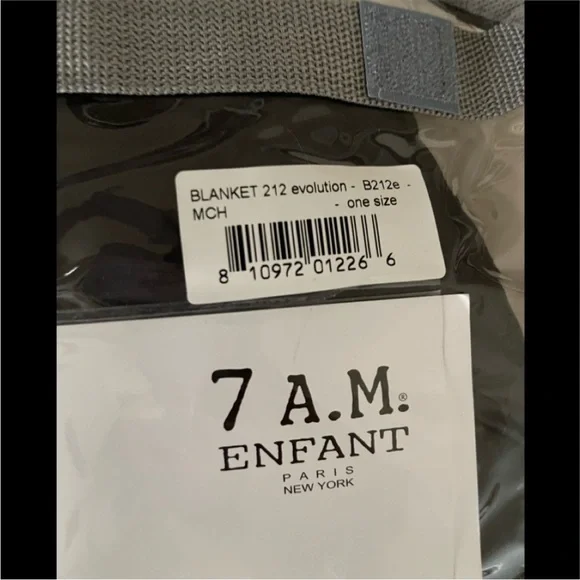 BLANKET 212 evolution - B212e -
MCH - one size
8 10972 01226 6
7 A.M.®
ENFANT
PARIS
NEW YORK